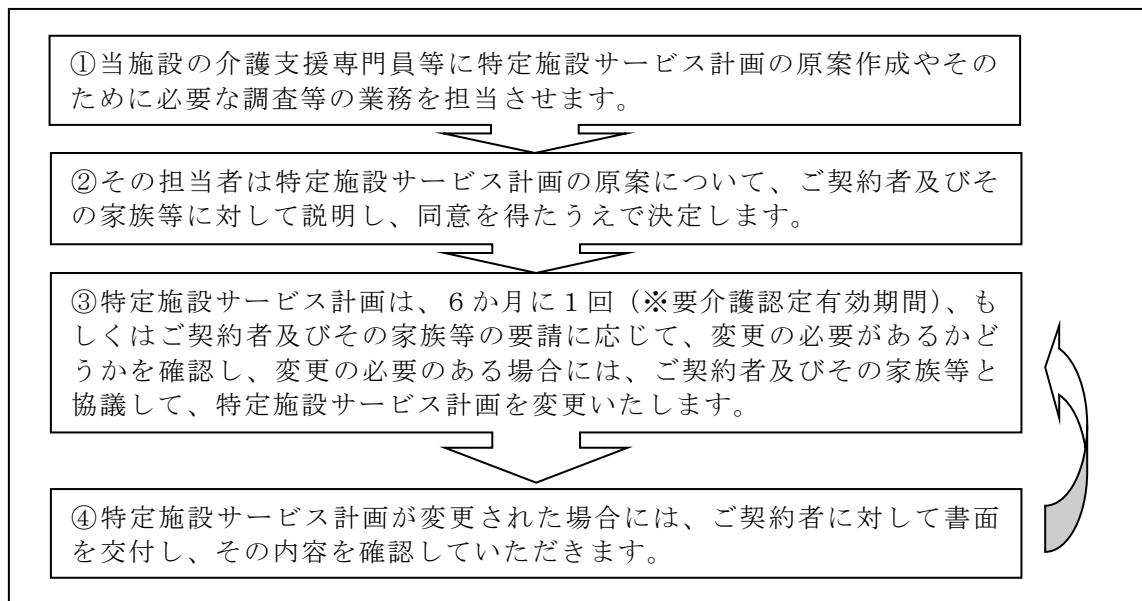 ①当施設の介護支援専門員等に特定施設サービス計画の原案作成やその
ために必要な調査等の業務を担当させます。
②その担当者は特定施設サービス計画の原案について、ご契約者及びそ
の家族等に対して説明し、同意を得たうえで決定します。
③特定施設サービス計画は、６か月に１回（※要介護認定有効期間）、も
しくはご契約者及びその家族等の要請に応じて、変更の必要があるかど
うかを確認し、変更の必要のある場合には、ご契約者及びその家族等と
協議して、特定施設サービス計画を変更いたします。
④特定施設サービス計画が変更された場合には、ご契約者に対して書面
を交付し、その内容を確認していただきます。